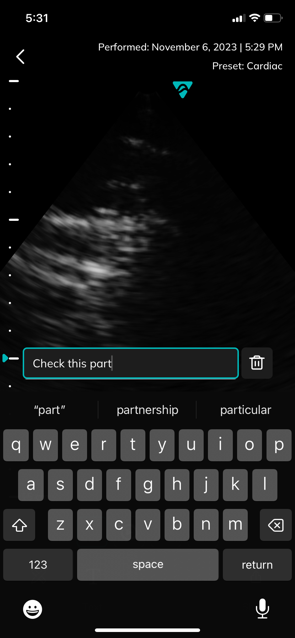 5:31
Performed: November 6, 2023 | 5:29 PM
Preset: Cardiac
Check this part
"part" partnership particular
q w e r t y u i o p
a s d f g h j k l
z x c v b n m
123 space return